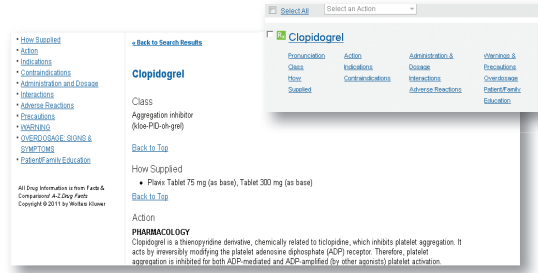 Select All
Select an Action
Clopidogrel
Pronunciation
Class
How
Supplied
Action
Indications
Contraindications
Administration &
Dosage
Interactions
Adverse Reactions
Warnings &
Precautions
Overdosage
Patient/Family
Education
• How Supplied
• Action
• Indications
• Contraindications
• Administration and Dosage
• Interactions
• Adverse Reactions
• Precautions
• WARNING
• OVERDOSAGE: SIGNS &
SYMPTOMS
• Patient/Family Education
All Drug Information is from Facts &
Comparisons' A-Z Drug Facts
Copyright © 2011 by Wolters Kluwer
« Back to Search Results
Clopidogrel
Class
Aggregation inhibitor
(kloe-PID-oh-grel)
Back to Top
How Supplied
• Plavix Tablet 75 mg (as base), Tablet 300 mg (as base)
Back to Top
Action
PHARMACOLOGY
Clopidogrel is a thienopyridine derivative, chemically related to ticlopidine, which inhibits platelet aggregation. It
acts by irreversibly modifying the platelet adenosine diphosphate (ADP) receptor. Therefore, platelet
aggregation is inhibited for both ADP-mediated and ADP-amplified (by other agonists) platelet activation.